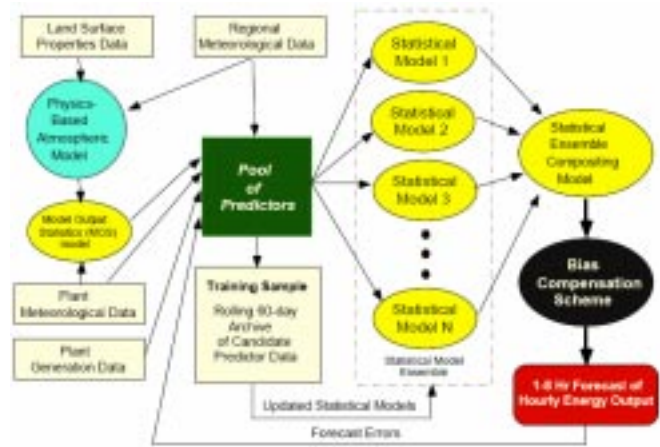 Land Surface
Properties Data
Regional
Meteorological Data
Physics-
Based
Atmospheric
Model
Model Output
Statistics (MOS)
model
Plant
Meteorological Data
Plant
Generation Data
Pool
of
Predictors
Training Sample
Rolling 60-day
Archive
of Candidate
Predictor Data
Statistical
Model 1
Statistical
Model 2
Statistical
Model 3
Statistical
Model N
Statistical Model
Ensemble
Updated Statistical Models
Forecast Errors
Statistical
Ensemble
Compositing
Model
Bias
Compensation
Scheme
1-6 Hr Forecast of
Hourly Energy Output